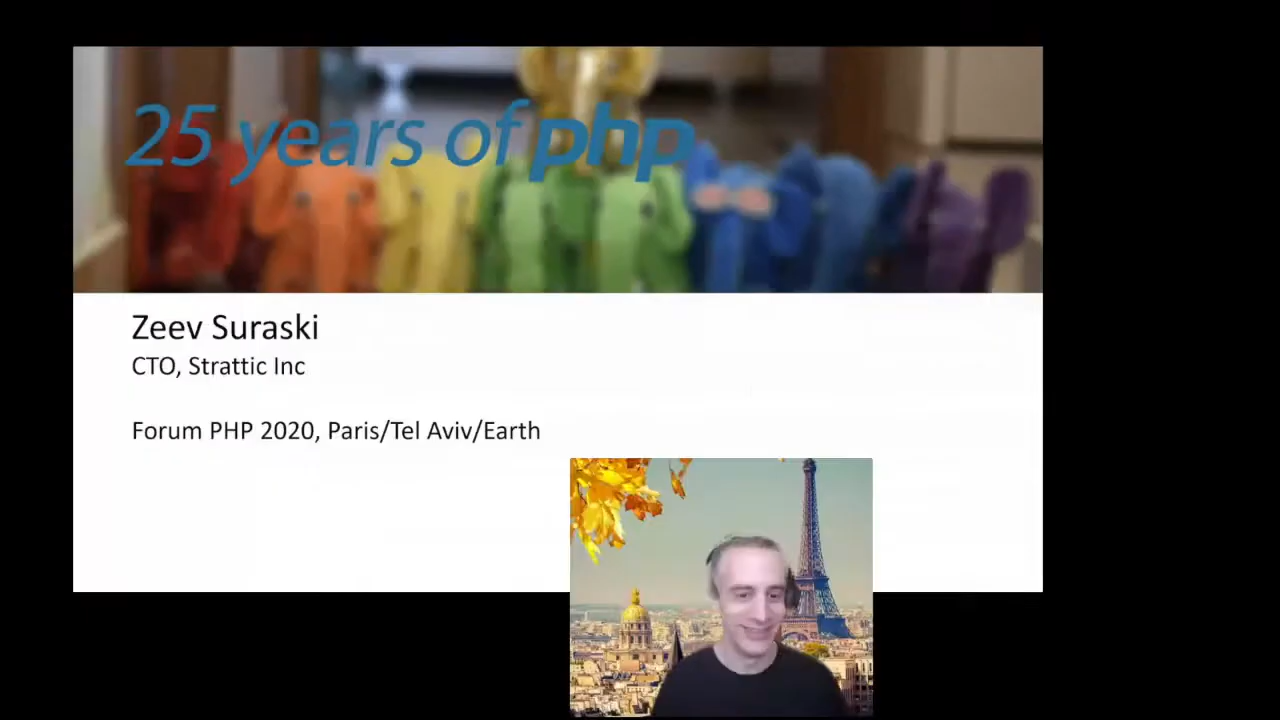 25 years of php
Zeev Suraski
CTO, Strattic Inc
Forum PHP 2020, Paris/Tel Aviv/Earth